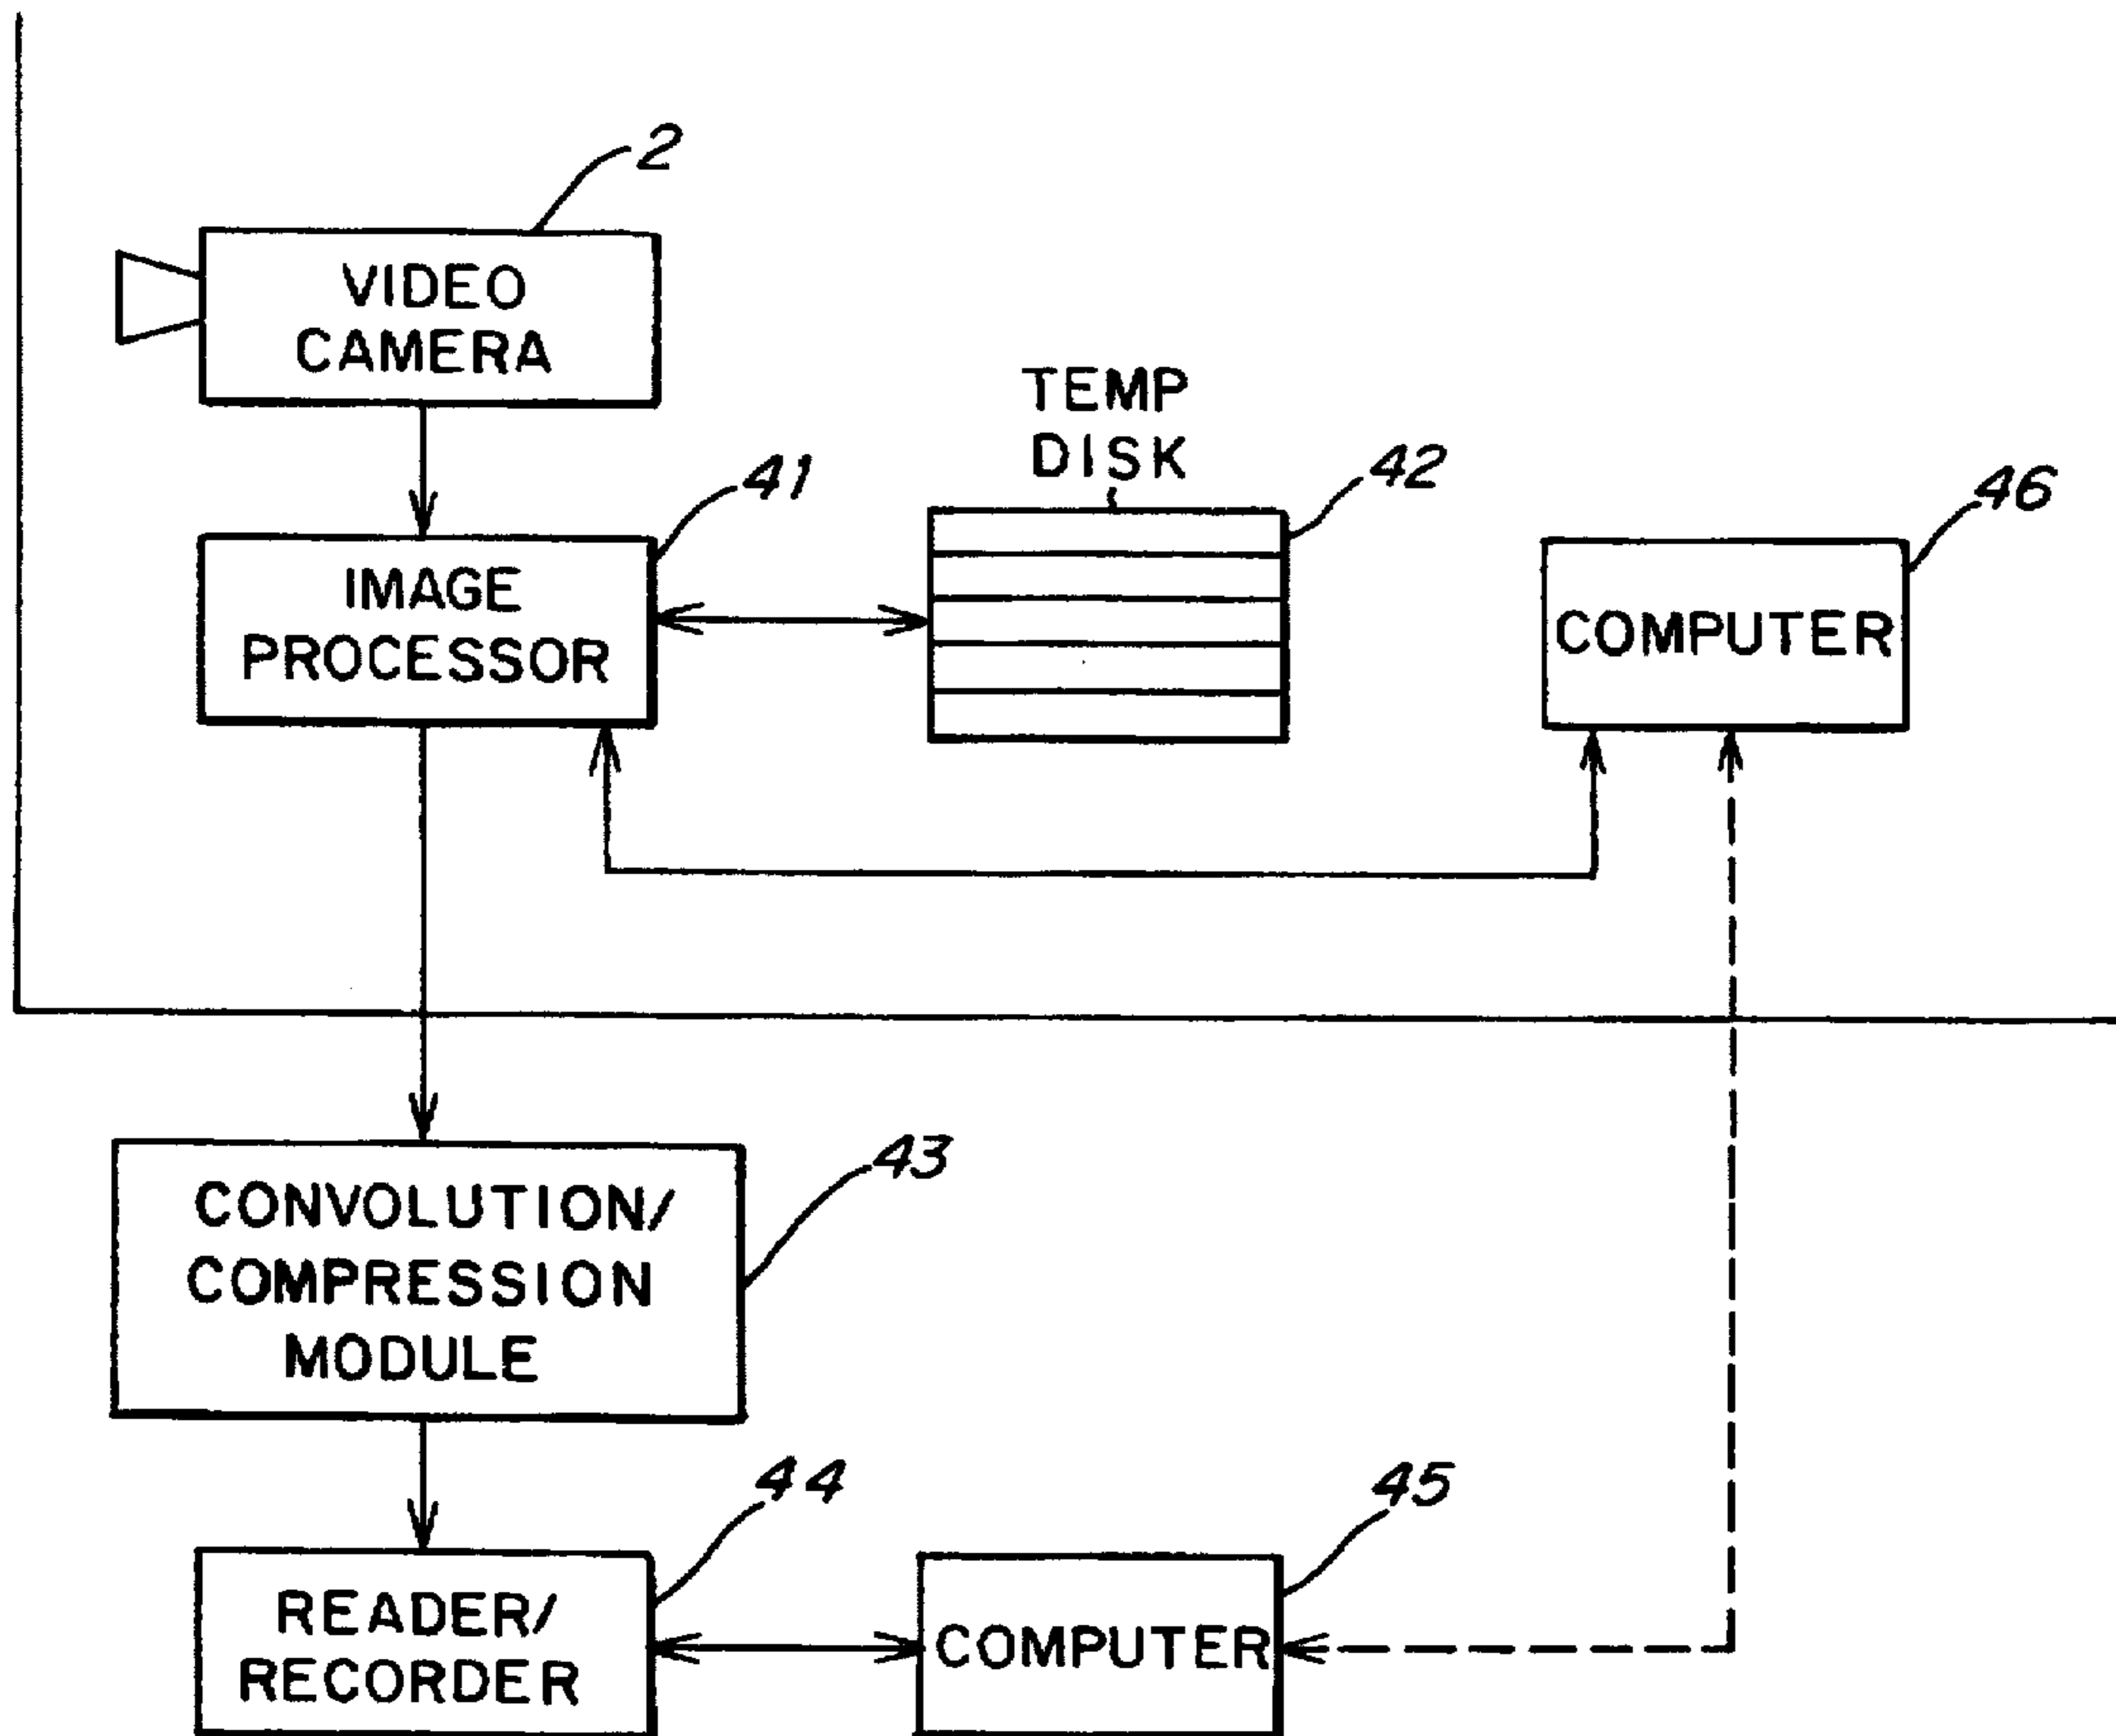 2
VIDEO
CAMERA
TEMP
DISK
41
42
46
IMAGE
PROCESSOR
COMPUTER
43
CONVOLUTION/
COMPRESSION
MODULE
44
45
READER/
RECORDER
COMPUTER